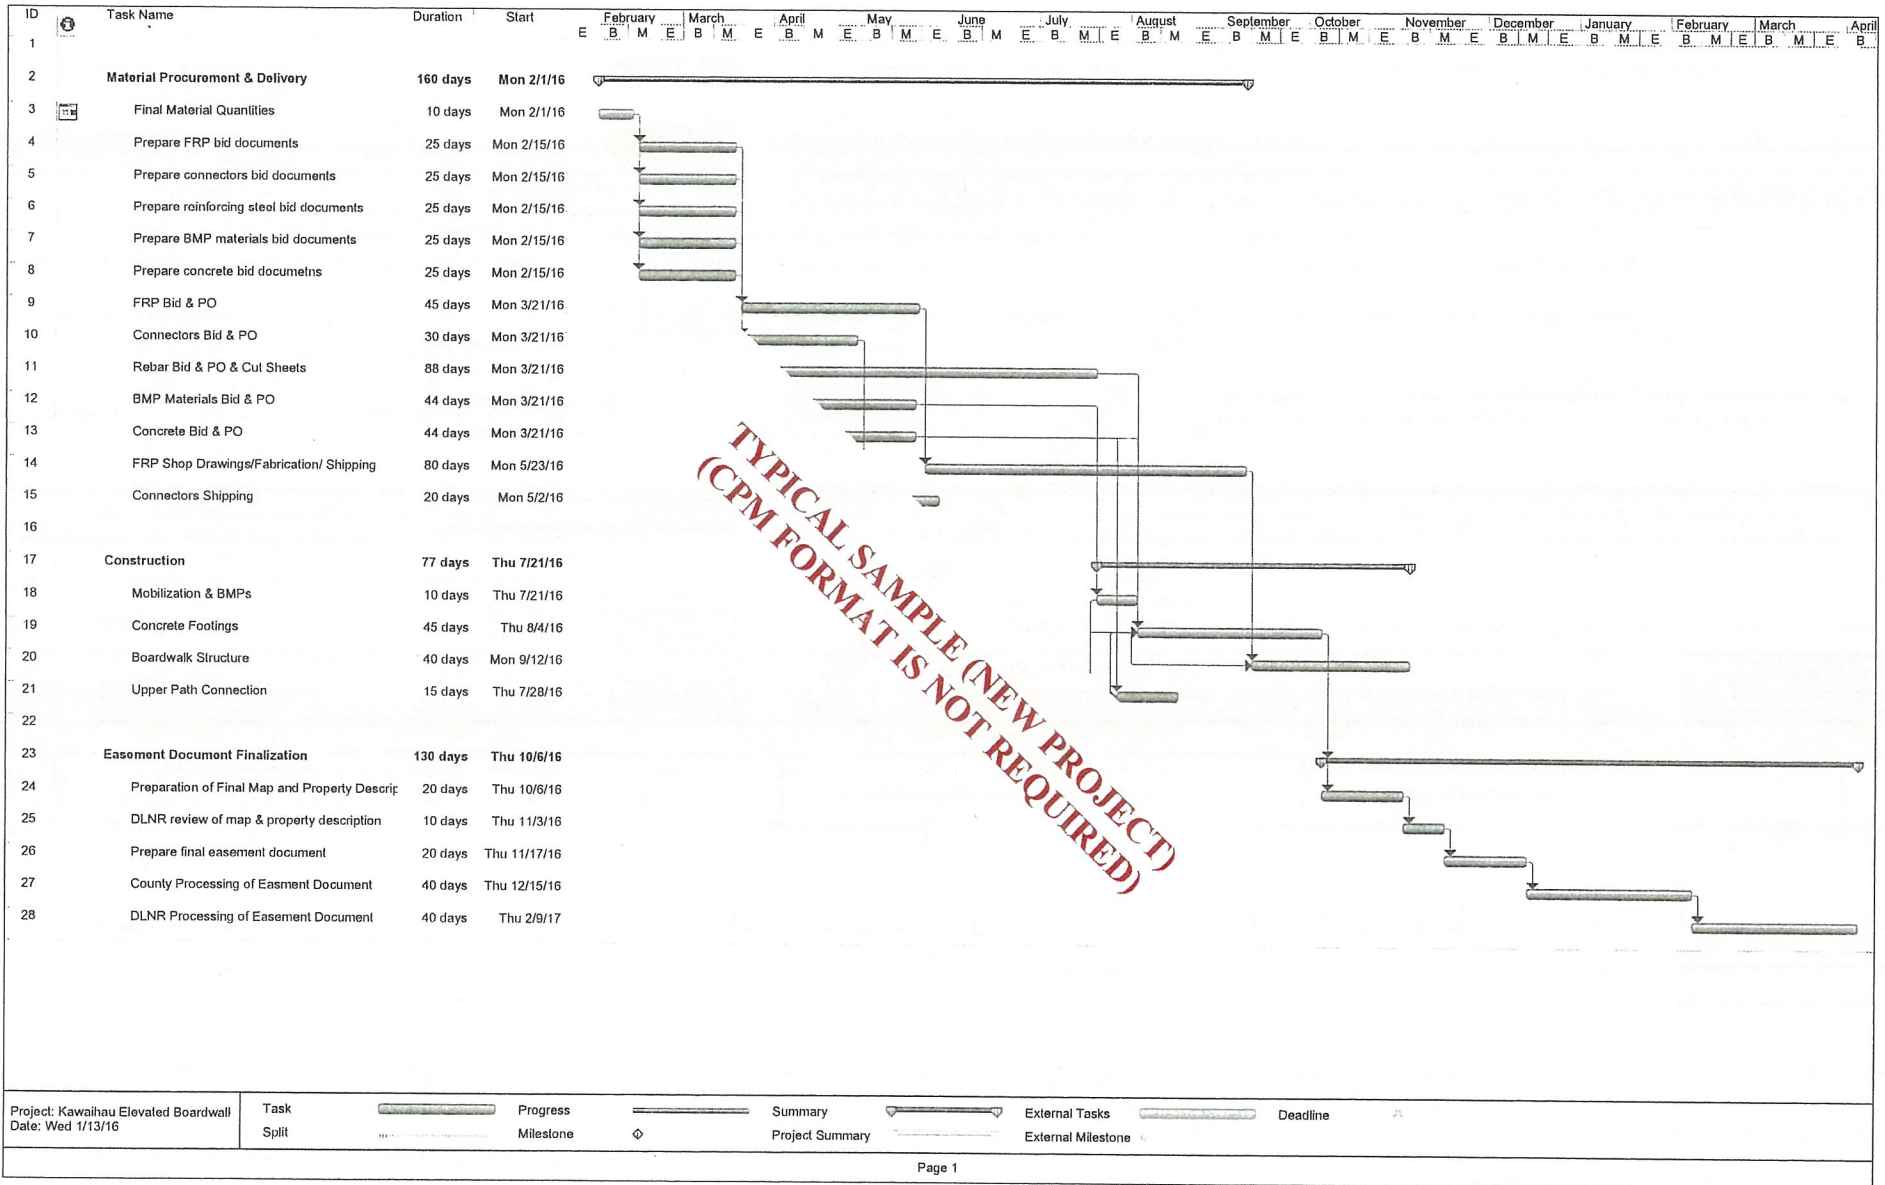 ID Task Name Duration Start February March April May June July August September October November December January February March April
E B M E B M E B M E B M E B M E B M E B M E B M E B M E B M E B M E B M E B M E B M E B
1
2 Material Procurement & Delivery 160 days Mon 2/1/16
3 Final Material Quantities 10 days Mon 2/1/16
4 Prepare FRP bid documents 25 days Mon 2/15/16
5 Prepare connectors bid documents 25 days Mon 2/15/16
6 Prepare reinforcing steel bid documents 25 days Mon 2/15/16
7 Prepare BMP materials bid documents 25 days Mon 2/15/16
8 Prepare concrete bid documetns 25 days Mon 2/15/16
9 FRP Bid & PO 45 days Mon 3/21/16
10 Connectors Bid & PO 30 days Mon 3/21/16
11 Rebar Bid & PO & Cut Sheets 88 days Mon 3/21/16
12 BMP Materials Bid & PO 44 days Mon 3/21/16
13 Concrete Bid & PO 44 days Mon 3/21/16
14 FRP Shop Drawings/Fabrication/ Shipping 80 days Mon 5/23/16
15 Connectors Shipping 20 days Mon 5/2/16
16
17 Construction 77 days Thu 7/21/16
18 Mobilization & BMPs 10 days Thu 7/21/16
19 Concrete Footings 45 days Thu 8/4/16
20 Boardwalk Structure 40 days Mon 9/12/16
21 Upper Path Connection 15 days Thu 7/28/16
22
23 Easement Document Finalization 130 days Thu 10/6/16
24 Preparation of Final Map and Property Descrip 20 days Thu 10/6/16
25 DLNR review of map & property description 10 days Thu 11/3/16
26 Prepare final easement document 20 days Thu 11/17/16
27 County Processing of Easment Document 40 days Thu 12/15/16
28 DLNR Processing of Easement Document 40 days Thu 2/9/17
TYPICAL SAMPLE (NEW PROJECT)
(CPM FORMAT IS NOT REQUIRED)
Project: Kawaihau Elevated Boardwalk
Date: Wed 1/13/16
Task Progress Summary External Tasks Deadline
Split Milestone Project Summary External Milestone
Page 1